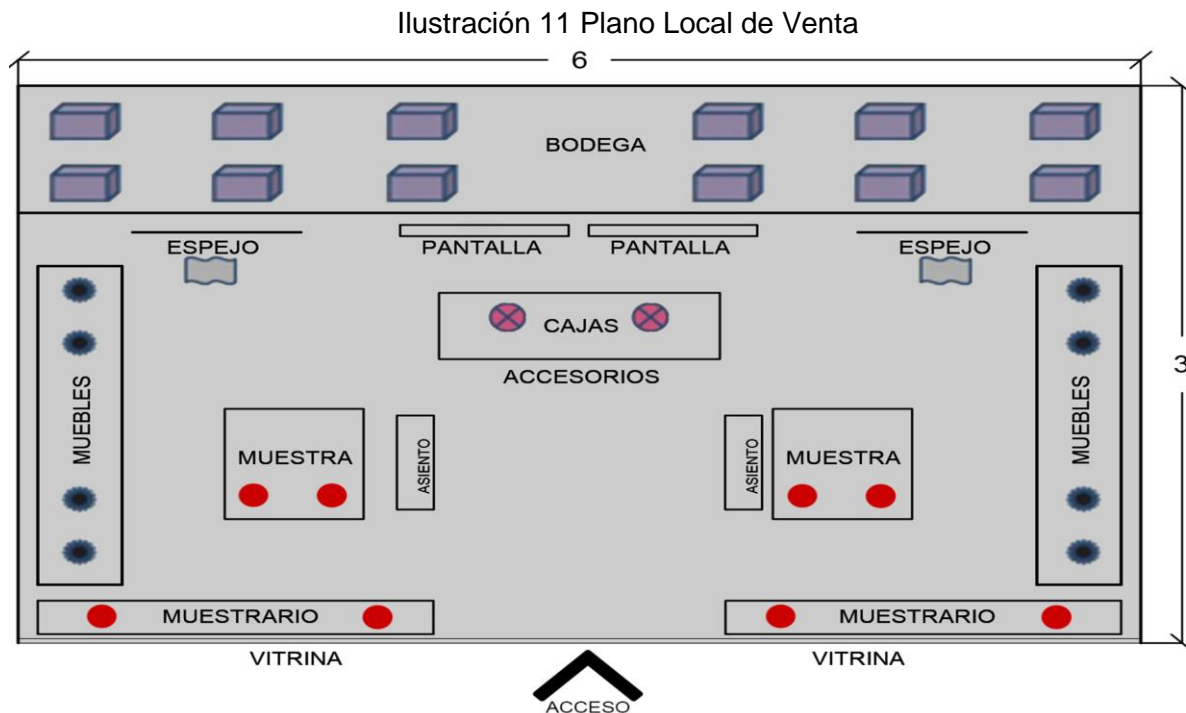 Ilustración 11 Plano Local de Venta
6
BODEGA
ESPEJO
PANTALLA
PANTALLA
ESPEJO
3
CAJAS
ACCESORIOS
MUEBLES
MUESTRA
ASIENTO
ASIENTO
MUESTRA
MUEBLES
MUESTRARIO
MUESTRARIO
VITRINA
VITRINA
ACCESO